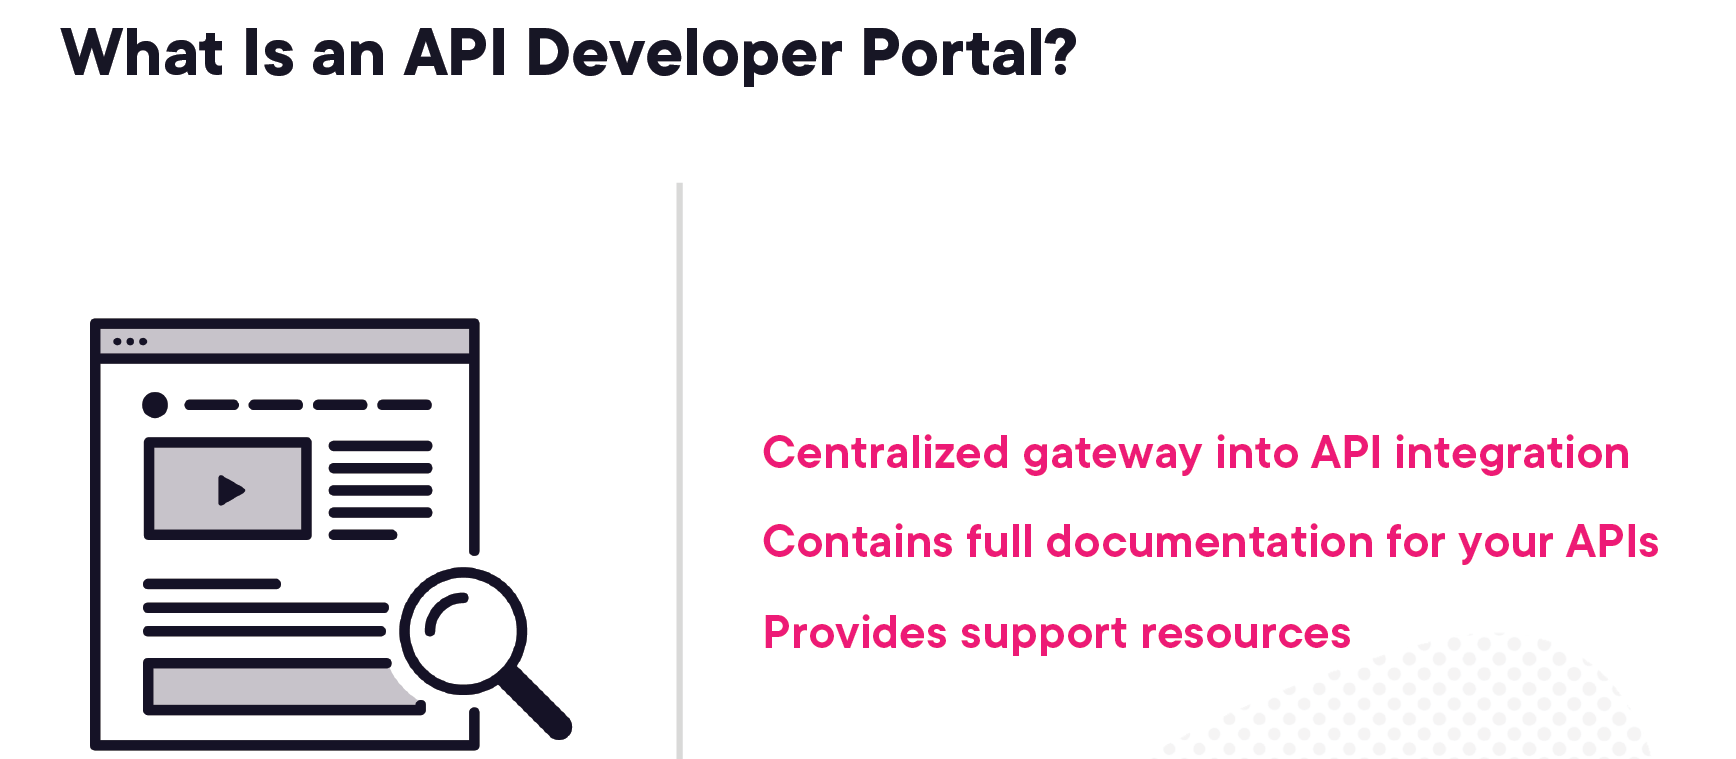 What Is an API Developer Portal?
Centralized gateway into API integration
Contains full documentation for your APIs
Provides support resources